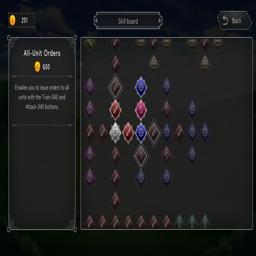 251
Skill board
Back
All-Unit Orders
600
Enables you to issue orders to all
units with the Train (All) and
Attack (All) buttons.